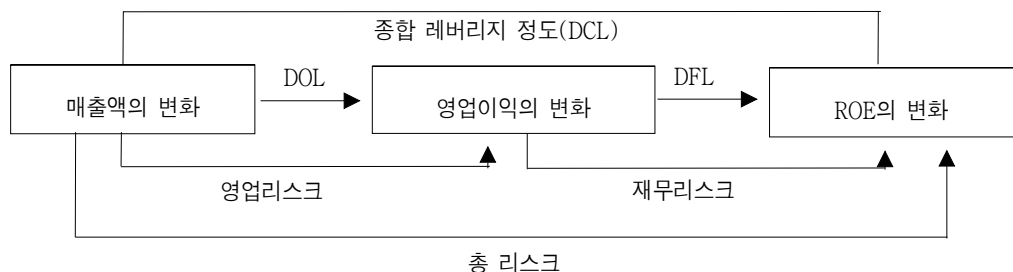 종합 레버리지 정도(DCL)
DOL
DFL
매출액의 변화
영업이익의 변화
ROE의 변화
영업리스크
재무리스크
총 리스크